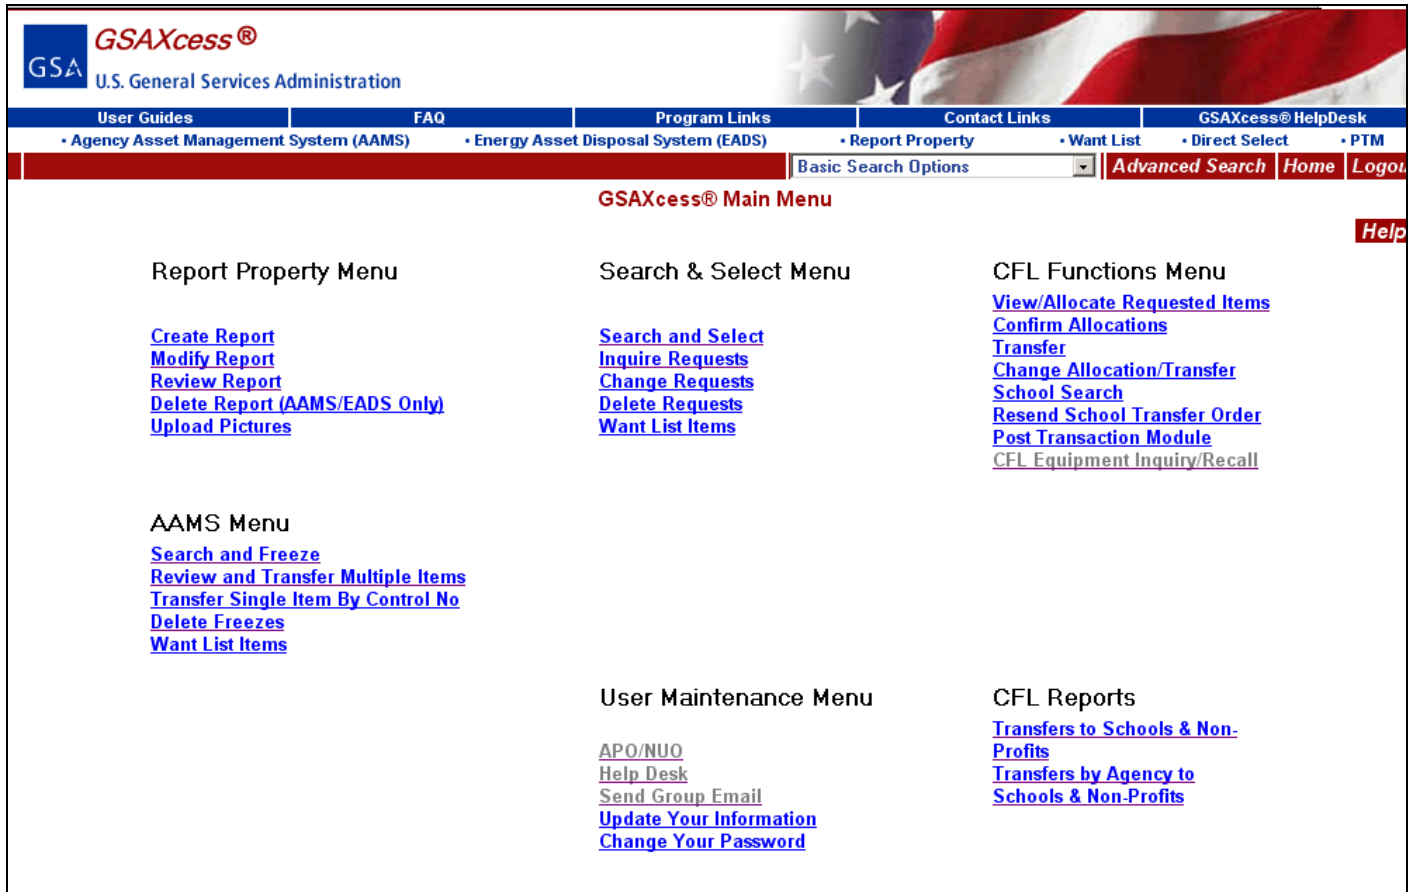 GSAXcess®
GSA
U.S. General Services Administration
User Guides FAQ Program Links Contact Links GSAXcess® HelpDesk
• Agency Asset Management System (AAMS) • Energy Asset Disposal System (EADS) • Report Property • Want List • Direct Select • PTM
Basic Search Options Advanced Search Home Logou
GSAXcess® Main Menu
Help
Report Property Menu
Create Report
Modify Report
Review Report
Delete Report (AAMS/EADS Only)
Upload Pictures
Search & Select Menu
Search and Select
Inquire Requests
Change Requests
Delete Requests
Want List Items
CFL Functions Menu
View/Allocate Requested Items
Confirm Allocations
Transfer
Change Allocation/Transfer
School Search
Resend School Transfer Order
Post Transaction Module
CFL Equipment Inquiry/Recall
AAMS Menu
Search and Freeze
Review and Transfer Multiple Items
Transfer Single Item By Control No
Delete Freezes
Want List Items
User Maintenance Menu
APO/NUO
Help Desk
Send Group Email
Update Your Information
Change Your Password
CFL Reports
Transfers to Schools & Non-
Profits
Transfers by Agency to
Schools & Non-Profits